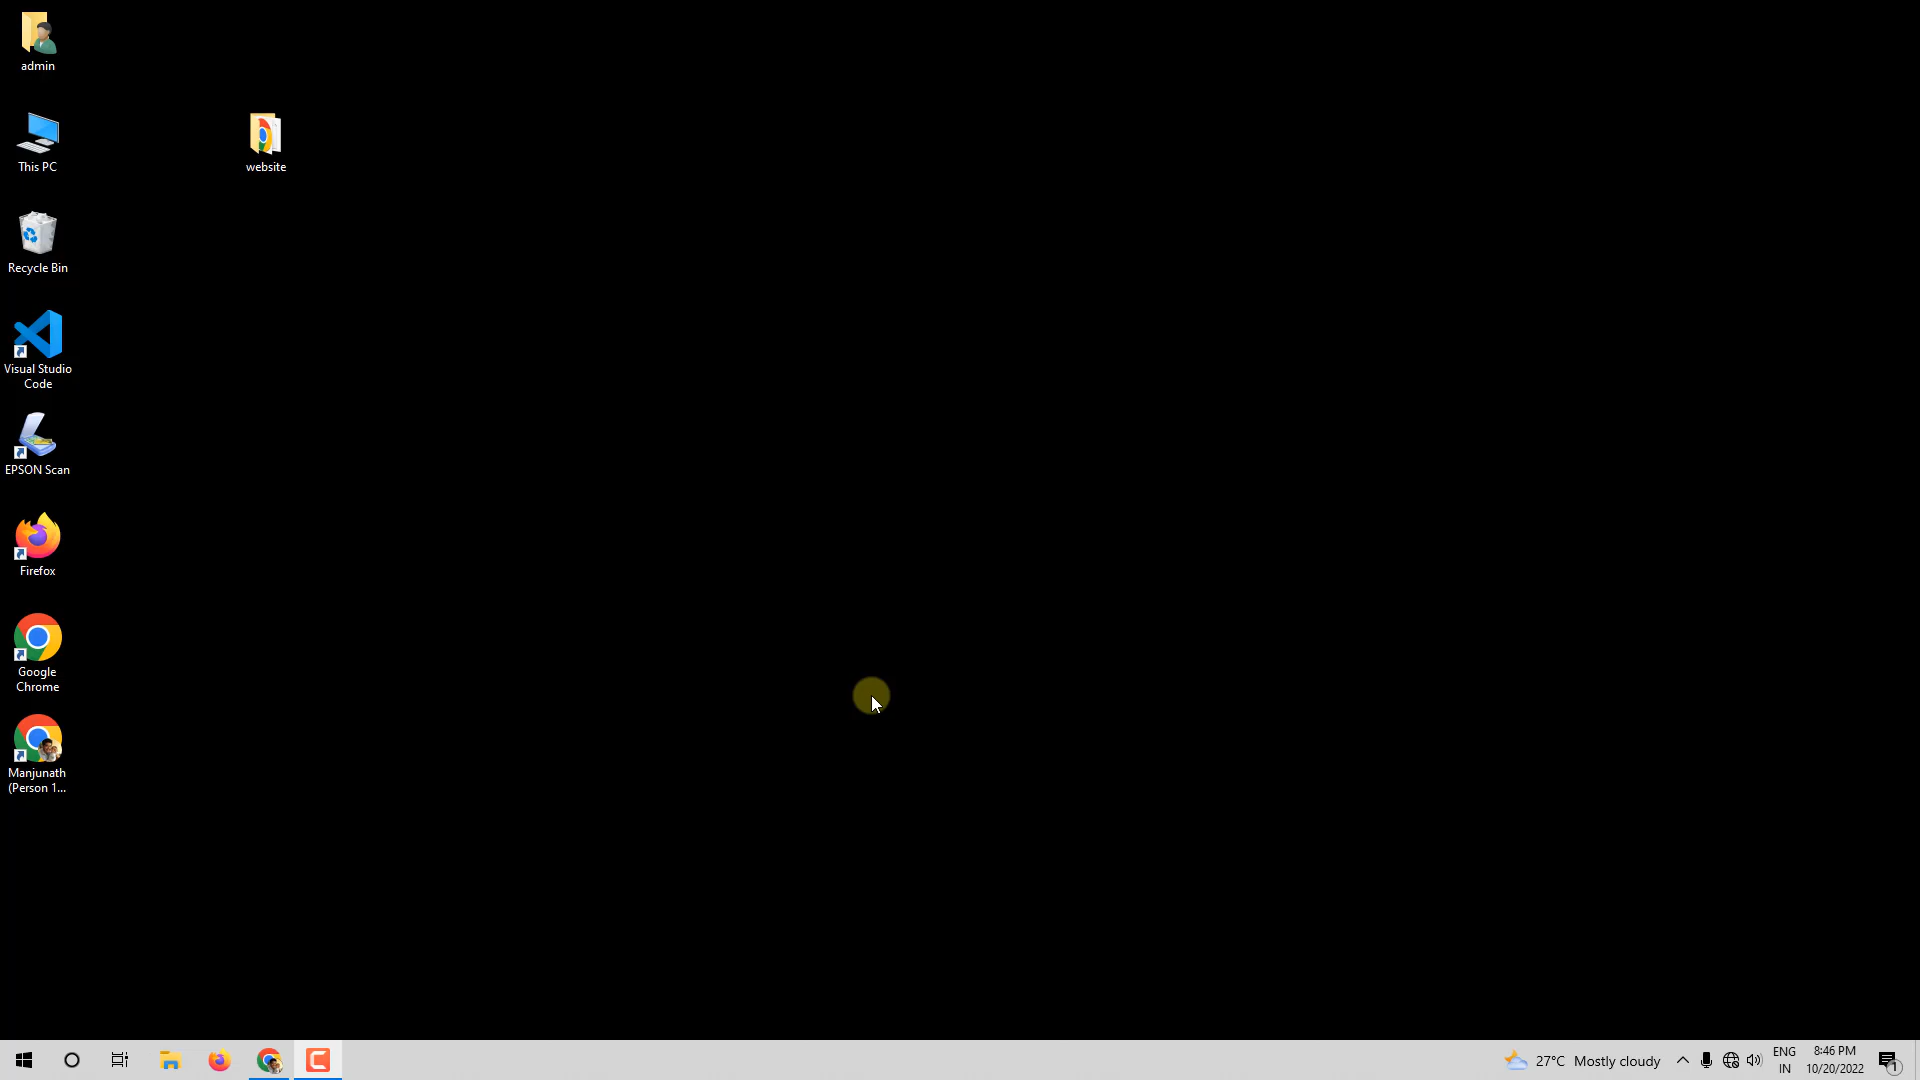 admin
This PC
website
Recycle Bin
Visual Studio
Code
EPSON Scan
Firefox
Google
Chrome
Manjunath
(Person 1...
27°C Mostly cloudy
ENG
IN
8:46 PM
10/20/2022
1